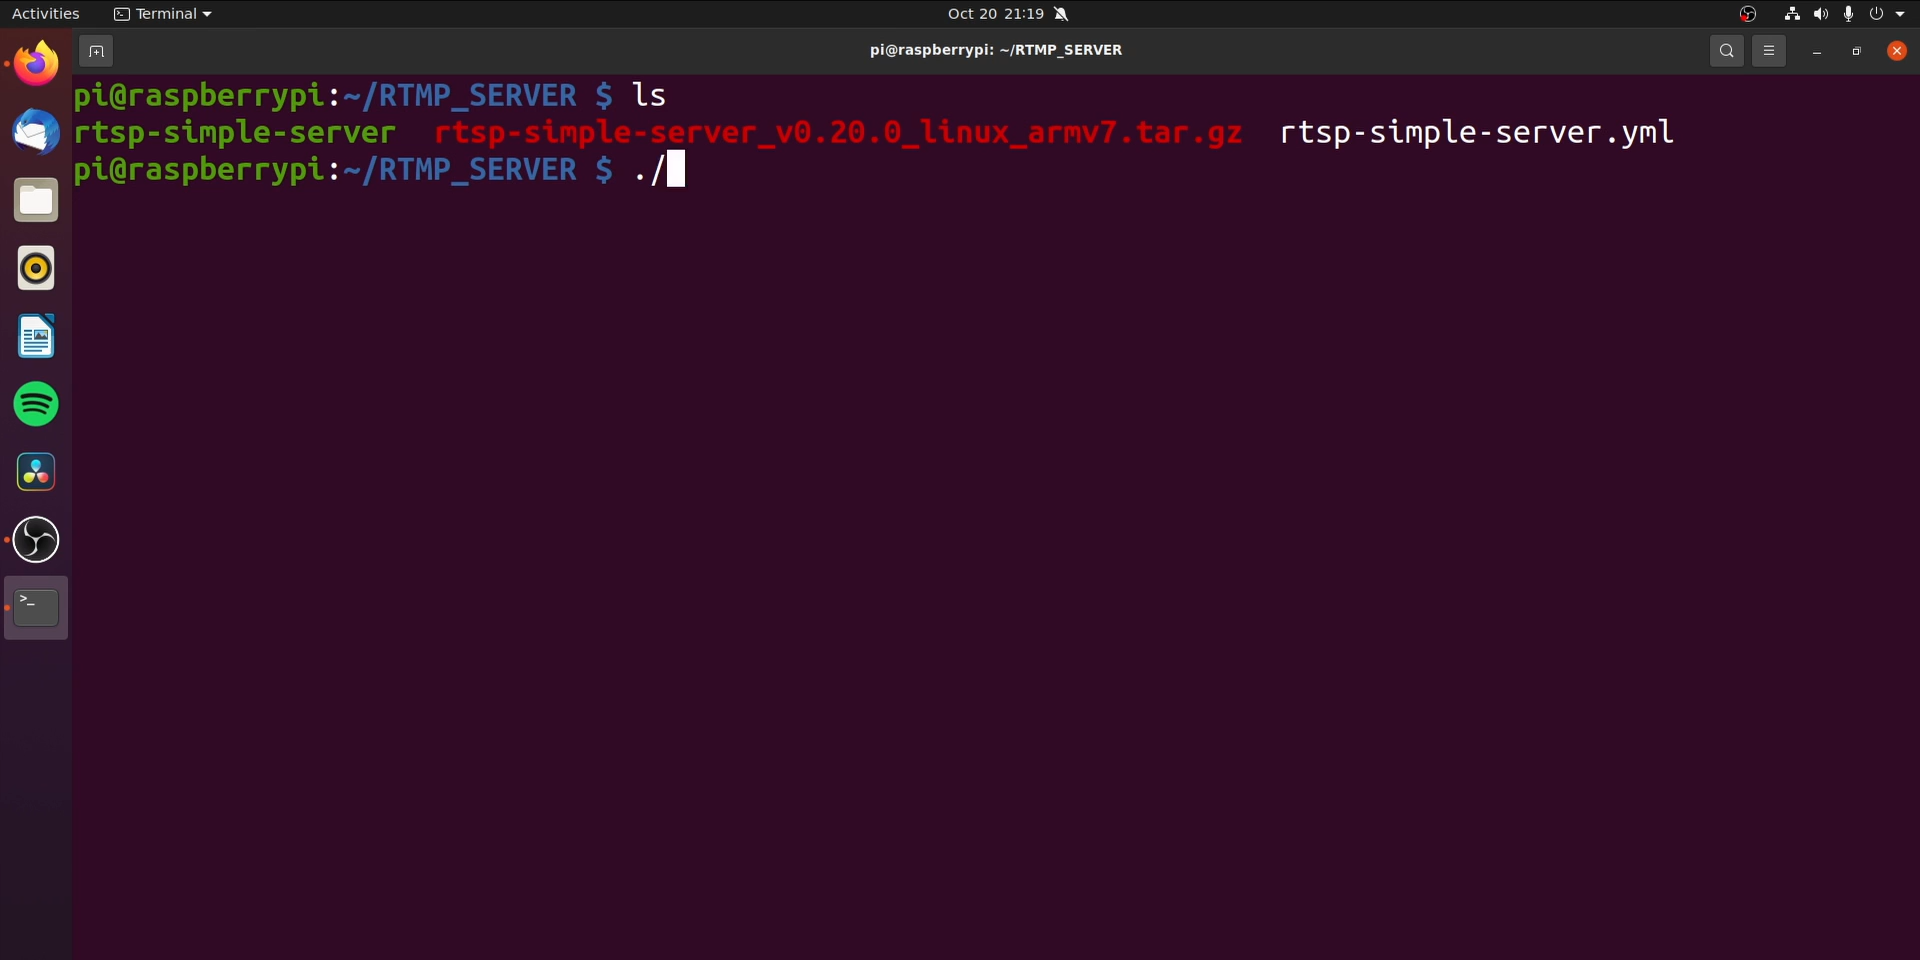 Activities Terminal Oct 20 21:19
pi@raspberrypi: ~/RTMP_SERVER
pi@raspberrypi:~/RTMP_SERVER $ ls
rtsp-simple-server rtsp-simple-server_v0.20.0_linux_armv7.tar.gz rtsp-simple-server.yml
pi@raspberrypi:~/RTMP_SERVER $ ./